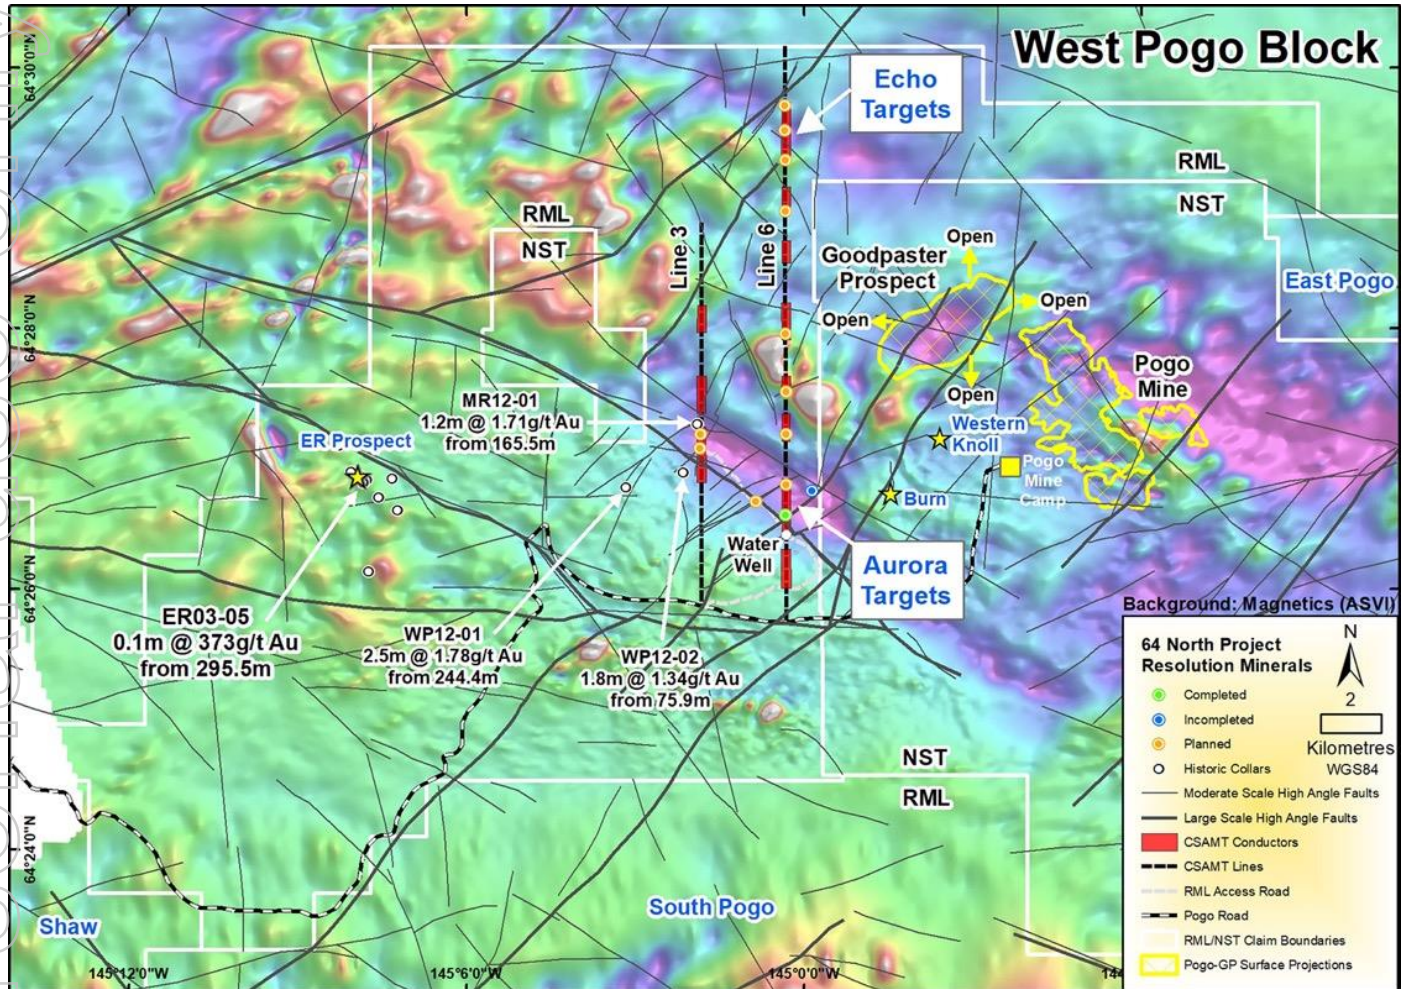 West Pogo Block
64°30'0"N
64°28'0"N
64°26'0"N
64°24'0"N
Echo
Targets
RML
NST
RML
NST
Line 3
Line 6
Goodpaster
Prospect
Open
Open
Open
Open
East Pogo
Pogo
Mine
MR12-01
1.2m @ 1.71g/t Au
from 165.5m
ER Prospect
Western
Knoll
Pogo
Mine
Camp
Burn
Water
Well
Aurora
Targets
ER03-05
0.1m @ 373g/t Au
from 295.5m
WP12-01
2.5m @ 1.78g/t Au
from 244.4m
WP12-02
1.8m @ 1.34g/t Au
from 75.9m
NST
RML
South Pogo
Shaw
145°12'0"W
145°6'0"W
145°0'0"W
Background: Magnetics (ASVI)
64 North Project
Resolution Minerals
N
2
Kilometres
WGS84
Completed
Incompleted
Planned
Historic Collars
Moderate Scale High Angle Faults
Large Scale High Angle Faults
CSAMT Conductors
CSAMT Lines
RML Access Road
Pogo Road
RML/NST Claim Boundaries
Pogo-GP Surface Projections